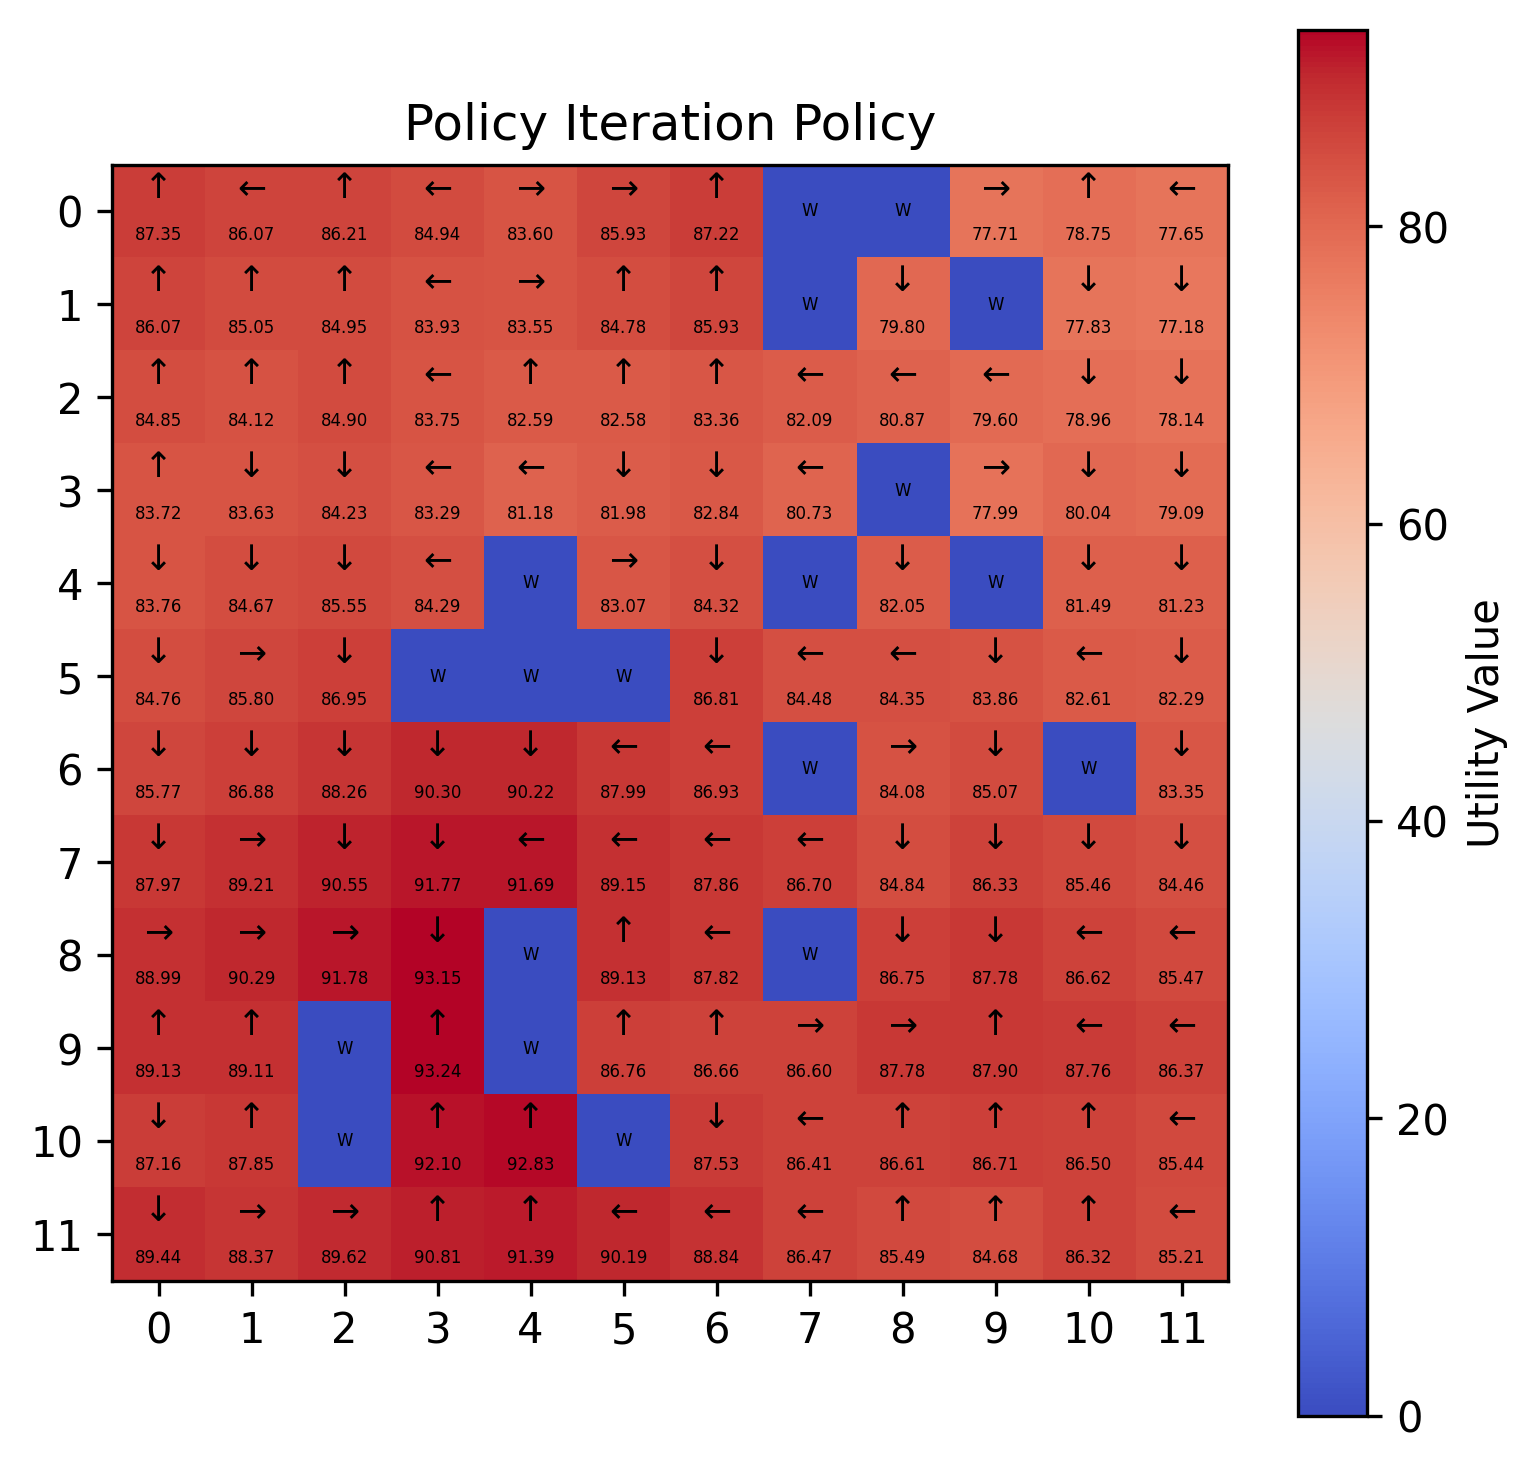 Policy Iteration Policy
0 ↑ ← ↑ ← → → ↑ W W → ↑ ←
87.35 86.07 86.21 84.94 83.60 85.93 87.22 77.71 78.75 77.65
1 ↑ ↑ ↑ ← → ↑ ↑ W ↓ W ↓ ↓
86.07 85.05 84.95 83.93 83.55 84.78 85.93 79.80 77.83 77.18
2 ↑ ↑ ↑ ← ↑ ↑ ↑ ← ← ← ↓ ↓
84.85 84.12 84.90 83.75 82.59 82.58 83.36 82.09 80.87 79.60 78.96 78.14
3 ↑ ↓ ↓ ← ← ↓ ↓ ← W → ↓ ↓
83.72 83.63 84.23 83.29 81.18 81.98 82.84 80.73 77.99 80.04 79.09
4 ↓ ↓ ↓ ← W → ↓ W ↓ W ↓ ↓
83.76 84.67 85.55 84.29 83.07 84.32 82.05 81.49 81.23
5 ↓ → ↓ W W W ↓ ← ← ↓ ← ↓
84.76 85.80 86.95 86.81 84.48 84.35 83.86 82.61 82.29
6 ↓ ↓ ↓ ↓ ↓ ← ← W → ↓ W ↓
85.77 86.88 88.26 90.30 90.22 87.99 86.93 84.08 85.07 83.35
7 ↓ → ↓ ↓ ← ← ← ← ↓ ↓ ↓ ↓
87.97 89.21 90.55 91.77 91.69 89.15 87.86 86.70 84.84 86.33 85.46 84.46
8 → → → ↓ W ↑ ← W ↓ ↓ ← ←
88.99 90.29 91.78 93.15 89.13 87.82 86.75 87.78 86.62 85.47
9 ↑ ↑ W ↑ W ↑ ↑ → → ↑ ← ←
89.13 89.11 93.24 86.76 86.66 86.60 87.78 87.90 87.76 86.37
10 ↓ ↑ W ↑ ↑ W ↓ ← ↑ ↑ ↑ ←
87.16 87.85 92.10 92.83 87.53 86.41 86.61 86.71 86.50 85.44
11 ↓ → → ↑ ↑ ← ← ← ↑ ↑ ↑ ←
89.44 88.37 89.62 90.81 91.39 90.19 88.84 86.47 85.49 84.68 86.32 85.21
0 1 2 3 4 5 6 7 8 9 10 11
80
60
40
20
0
Utility Value